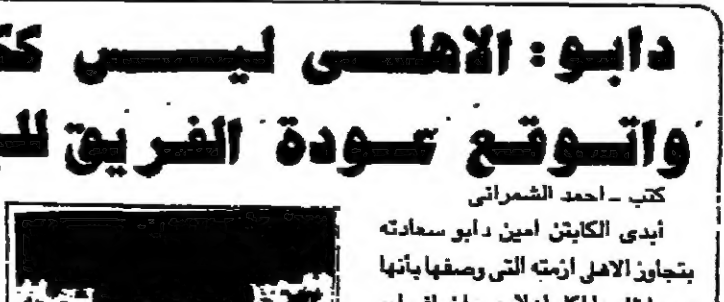 دابو : الاهلى ليس
واتوقع عودة الفريق
كتب ـ احمد الشمرانى
أبدى الكابتن امين دابو سعادته
بتجاوز الاهلى ازمته التى وصفها بأنها